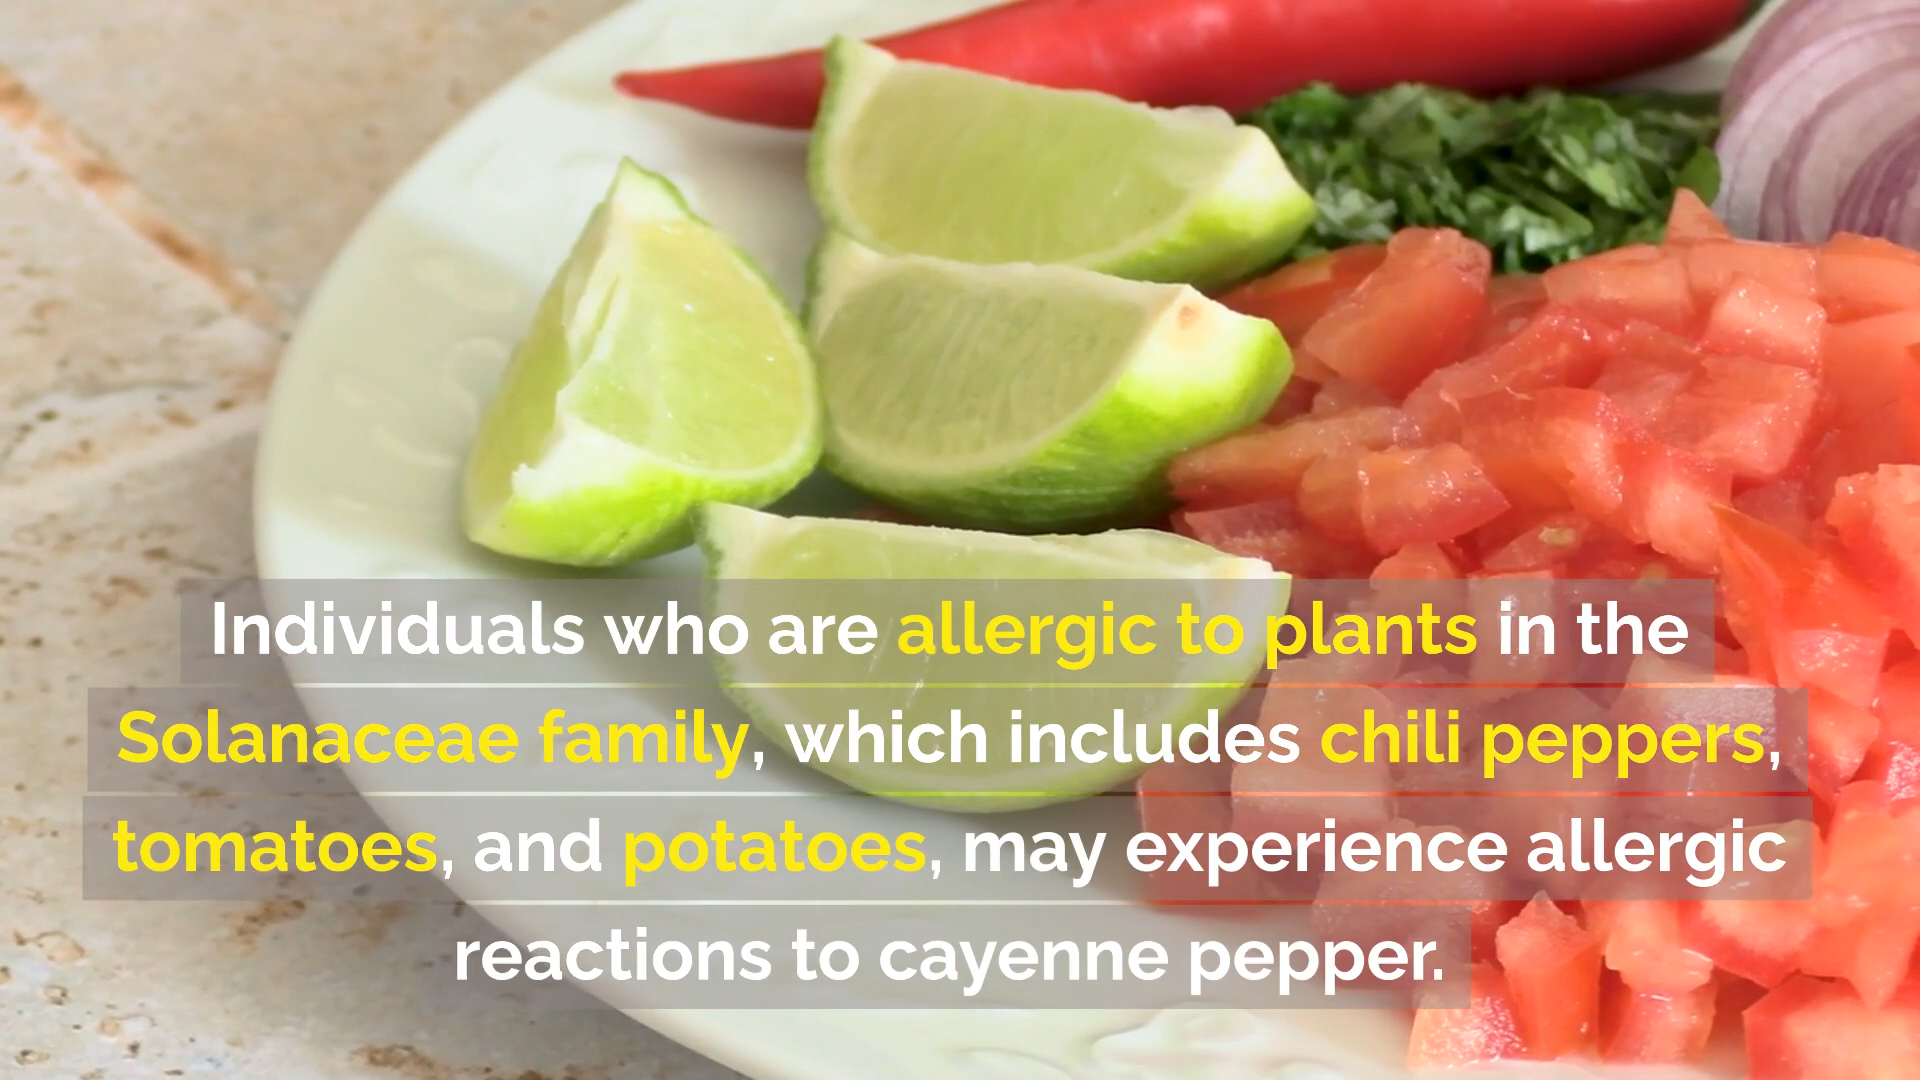 Individuals who are allergic to plants in the
Solanaceae family, which includes chili peppers,
tomatoes, and potatoes, may experience allergic
reactions to cayenne pepper.